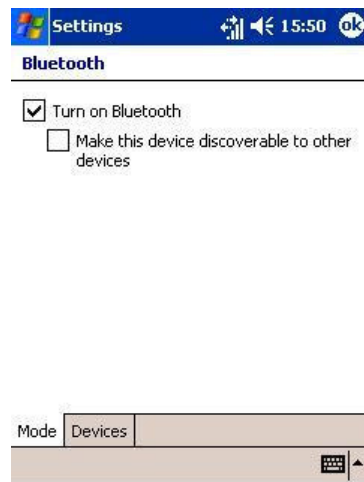 Settings 15:50 ok
Bluetooth
Turn on Bluetooth
Make this device discoverable to other
devices
Mode Devices